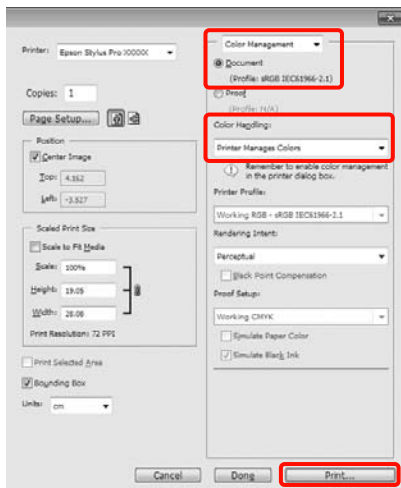 Printer: Epson Stylus Pro XXXXX
Copies: 1
Page Setup...
Position
Center Image
Top: 4.162
Left: -3.527
Scaled Print Size
Scale to Fit Media
Scale: 100%
Height: 19.05
Width: 28.08
Print Resolution: 72 PPI
Print Selected Area
Bounding Box
Units: cm
Color Management
Document
(Profile: sRGB IEC61966-2.1)
Proof
(Profile: N/A)
Color Handling:
Printer Manages Colors
Remember to enable color management
in the printer dialog box.
Printer Profile:
Working RGB - sRGB IEC61966-2.1
Rendering Intent:
Perceptual
Black Point Compensation
Proof Setup:
Working CMYK
Simulate Paper Color
Simulate Black Ink
Cancel
Done
Print...